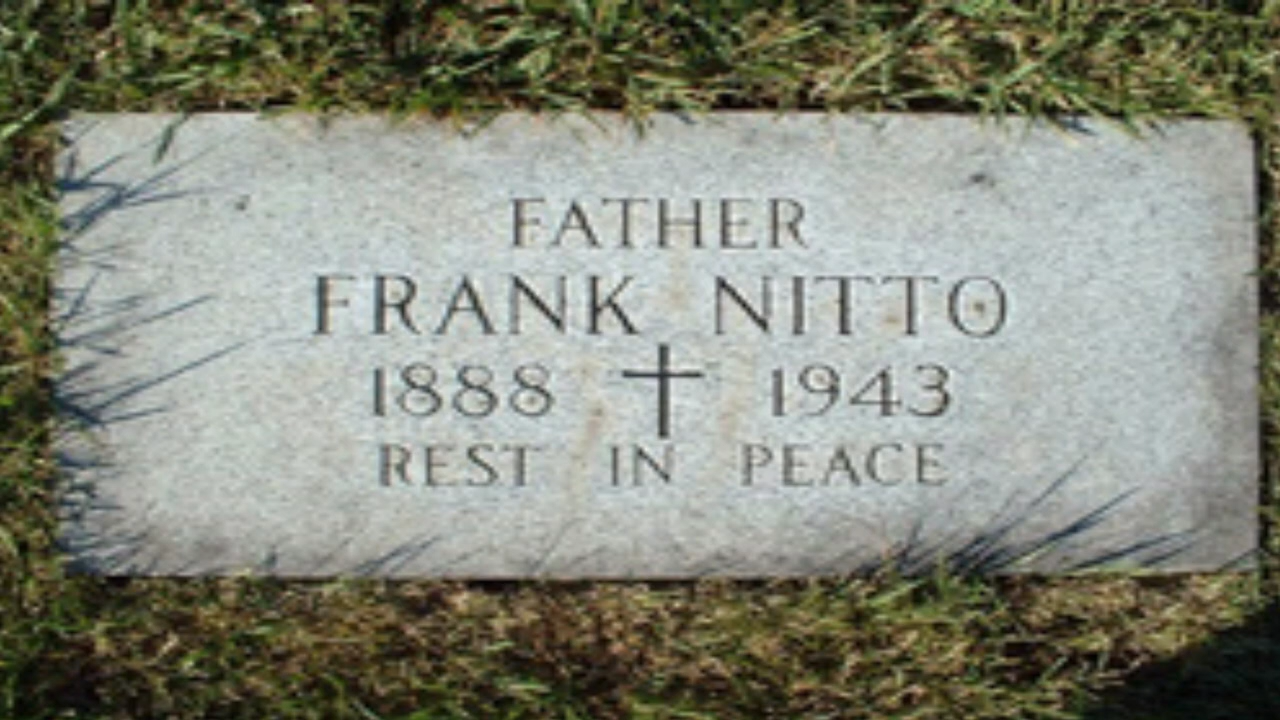 FATHER
FRANK NITTO
1888 † 1943
REST IN PEACE